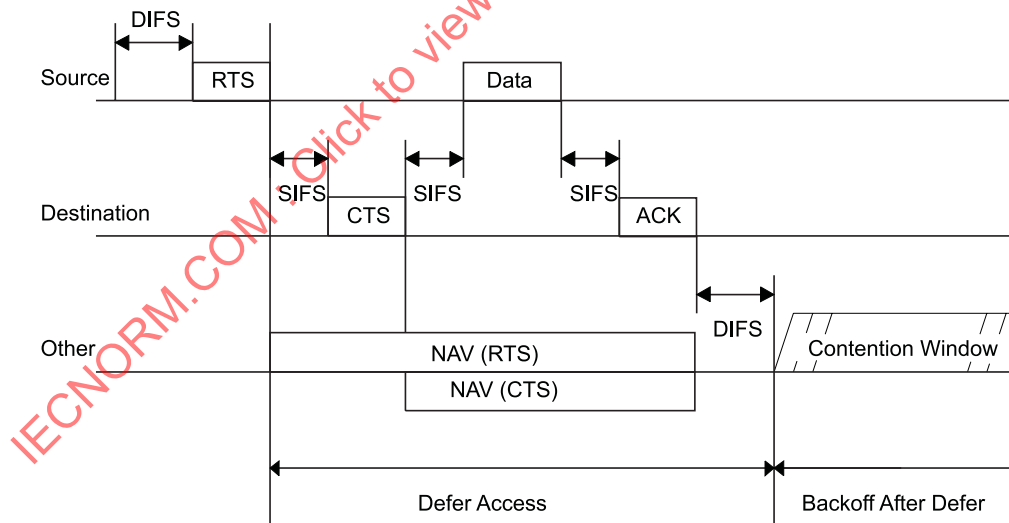 DIFS
Source
RTS
Data
SIFS
SIFS
SIFS
Destination
CTS
ACK
DIFS
Other
NAV (RTS)
Contention Window
NAV (CTS)
Defer Access
Backoff After Defer
IECNORM.COM : Click to view